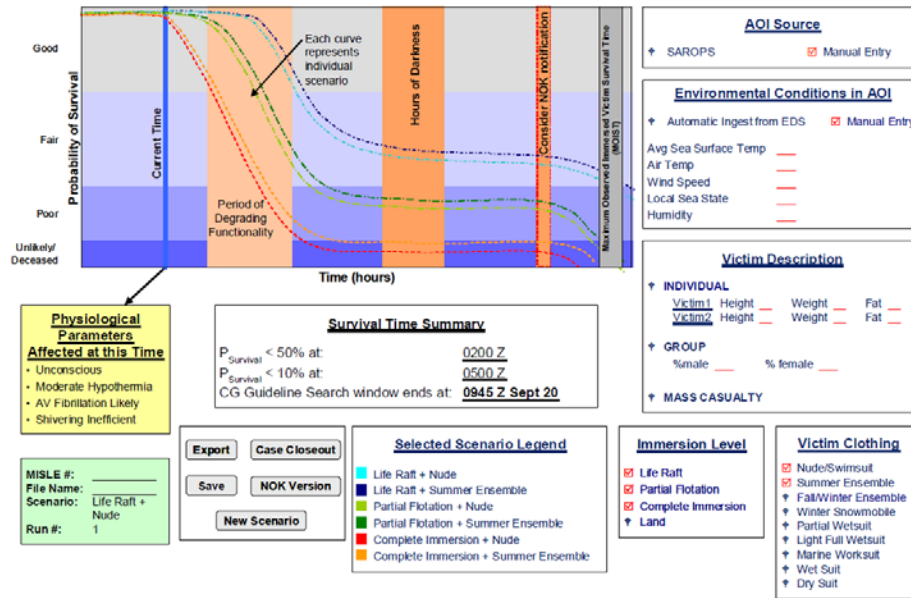 Good
Fair
Poor
Unlikely/
Deceased
Probability of Survival
Current Time
Each curve
represents
individual
scenario
Period of
Degrading
Functionality
Hours of Darkness
Consider NOK notification
Maximum Observed Immersed Victim Survival Time
(MOIST)
Time (hours)
AOI Source
SAROPS
Manual Entry
Environmental Conditions in AOI
Automatic Ingest from EDS
Manual Entry
Avg Sea Surface Temp
Air Temp
Wind Speed
Local Sea State
Humidity
Victim Description
INDIVIDUAL
Victim1 Height __ Weight __ Fat __
Victim2 Height __ Weight __ Fat __
GROUP
%male ___ % female ___
MASS CASUALTY
Physiological
Parameters
Affected at this Time
• Unconscious
• Moderate Hypothermia
• AV Fibrillation Likely
• Shivering Inefficient
Survival Time Summary
PSurvival < 50% at: 0200 Z
PSurvival < 10% at: 0500 Z
CG Guideline Search window ends at: 0945 Z Sept 20
MISLE #:
File Name:
Scenario: Life Raft +
Nude
Run #: 1
Export
Case Closeout
Save
NOK Version
New Scenario
Selected Scenario Legend
Life Raft + Nude
Life Raft + Summer Ensemble
Partial Flotation + Nude
Partial Flotation + Summer Ensemble
Complete Immersion + Nude
Complete Immersion + Summer Ensemble
Immersion Level
Life Raft
Partial Flotation
Complete Immersion
Land
Victim Clothing
Nude/Swimsuit
Summer Ensemble
Fall/Winter Ensemble
Winter Snowmobile
Partial Wetsuit
Light Full Wetsuit
Marine Worksuit
Wet Suit
Dry Suit